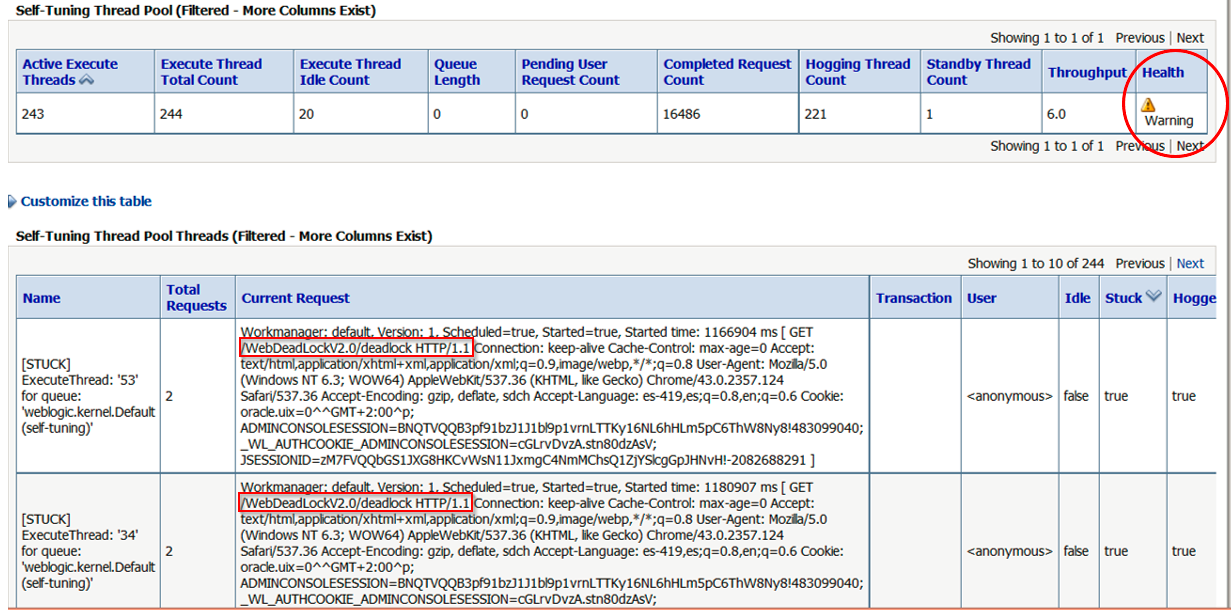 Self-Tuning Thread Pool (Filtered - More Columns Exist)
Showing 1 to 1 of 1 Previous | Next
Active Execute Threads
Execute Thread Total Count
Execute Thread Idle Count
Queue Length
Pending User Request Count
Completed Request Count
Hogging Thread Count
Standby Thread Count
Throughput
Health
243
244
20
0
0
16486
221
1
6.0
Warning
Showing 1 to 1 of 1 Previous | Next
Customize this table
Self-Tuning Thread Pool Threads (Filtered - More Columns Exist)
Showing 1 to 10 of 244 Previous | Next
Name
Total Requests
Current Request
Transaction
User
Idle
Stuck
Hogge
[STUCK]
ExecuteThread: '53'
for queue:
'weblogic.kernel.Default
(self-tuning)'
2
Workmanager: default, Version: 1, Scheduled=true, Started=true, Started time: 1166904 ms [ GET
/WebDeadLockV2.0/deadlock HTTP/1.1 Connection: keep-alive Cache-Control: max-age=0 Accept:
text/html,application/xhtml+xml,application/xml;q=0.9,image/webp,*/*;q=0.8 User-Agent: Mozilla/5.0
(Windows NT 6.3; WOW64) AppleWebKit/537.36 (KHTML, like Gecko) Chrome/43.0.2357.124
Safari/537.36 Accept-Encoding: gzip, deflate, sdch Accept-Language: es-419,es;q=0.8,en;q=0.6 Cookie:
oracle.uix=0^^GMT+2:00^p;
ADMINCONSOLESESSION=BNQTVQQB3pf91bzJ1J1bl9p1vrnLTTKy16NL6hHLm5pC6ThW8Ny8!483099040;
_WL_AUTHCOOKIE_ADMINCONSOLESESSION=cGLrvDvzA.stn80dzAsV;
JSESSIONID=zM7FVQQbGS1JXG8HKCvWsN11JxmgC4NmMChsQ1ZjYSlcgGpJHNvH!-2082688291 ]
<anonymous>
false
true
true
[STUCK]
ExecuteThread: '34'
for queue:
'weblogic.kernel.Default
(self-tuning)'
2
Workmanager: default, Version: 1, Scheduled=true, Started=true, Started time: 1180907 ms [ GET
/WebDeadLockV2.0/deadlock HTTP/1.1 Connection: keep-alive Cache-Control: max-age=0 Accept:
text/html,application/xhtml+xml,application/xml;q=0.9,image/webp,*/*;q=0.8 User-Agent: Mozilla/5.0
(Windows NT 6.3; WOW64) AppleWebKit/537.36 (KHTML, like Gecko) Chrome/43.0.2357.124
Safari/537.36 Accept-Encoding: gzip, deflate, sdch Accept-Language: es-419,es;q=0.8,en;q=0.6 Cookie:
oracle.uix=0^^GMT+2:00^p;
ADMINCONSOLESESSION=BNQTVQQB3pf91bzJ1J1bl9p1vrnLTTKy16NL6hHLm5pC6ThW8Ny8!483099040;
_WL_AUTHCOOKIE_ADMINCONSOLESESSION=cGLrvDvzA.stn80dzAsV;
<anonymous>
false
true
true